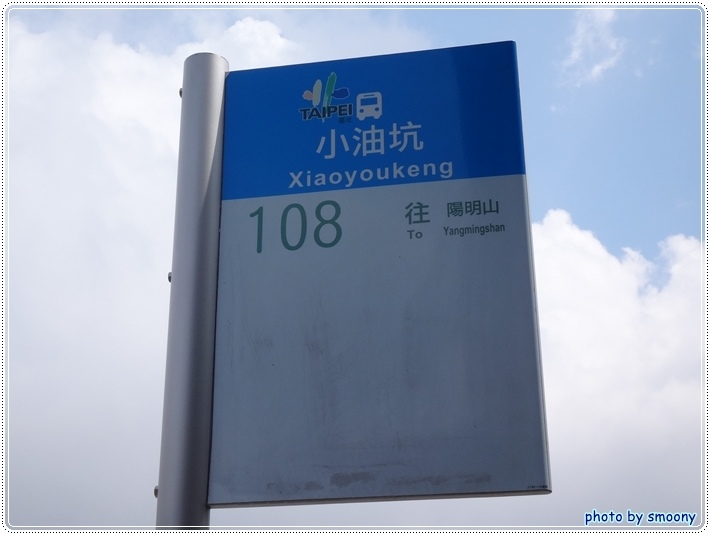 TAIPEI
小油坑
Xiaoyoukeng
108
往 陽明山
To Yangmingshan
photo by smoony